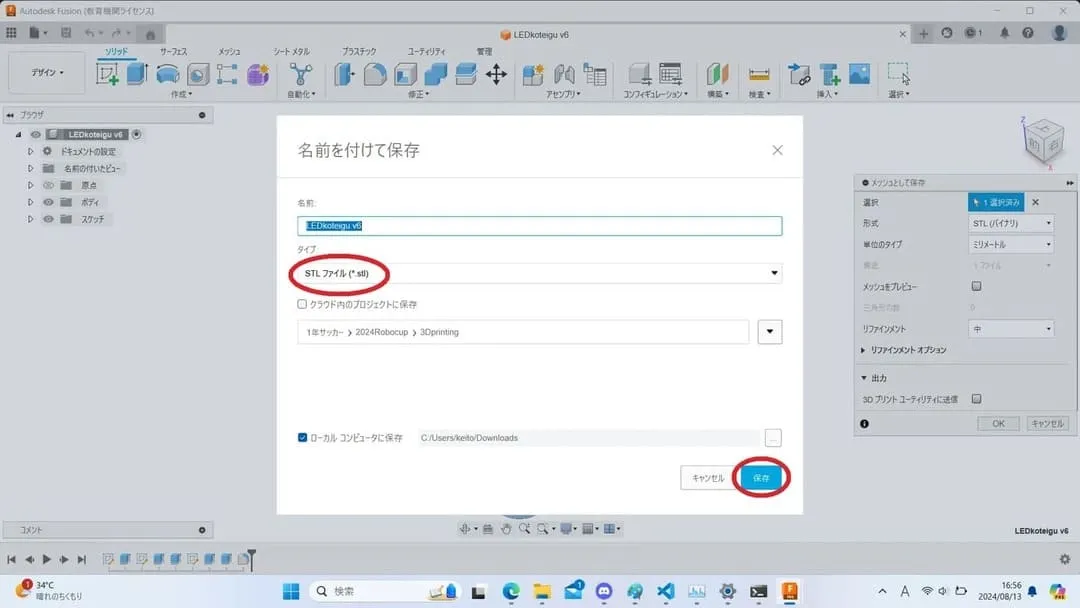 Autodesk Fusion (教育機関ライセンス)
LEDkoteigu v6
1
ソリッド
サーフェス
メッシュ
シート メタル
プラスチック
ユーティリティ
管理
デザイン
作成
自動化
修正
アセンブリ
コンフィギュレーション
構築
検査
挿入
選択
ブラウザ
LEDkoteigu v6
ドキュメントの設定
名前の付いたビュー
原点
ボディ
スケッチ
名前を付けて保存
名前:
LEDkoteigu v6
タイプ
STL ファイル (*.stl)
クラウド内のプロジェクトに保存
1年サッカー > 2024Robocup > 3Dprinting
ローカル コンピュータに保存
C:/Users/keito/Downloads
...
キャンセル
保存
Z
X
メッシュとして保存
選択
1 選択済み
形式
STL (バイナリ)
単位のタイプ
ミリメートル
構造
1 ファイル
メッシュをプレビュー
三角形の数
0
リファインメント
中
リファインメント オプション
出力
3D プリント ユーティリティに送信
OK
キャンセル
コメント
LEDkoteigu v6
1
34°C
晴れのちくもり
検索
1
A
16:56
2024/08/13